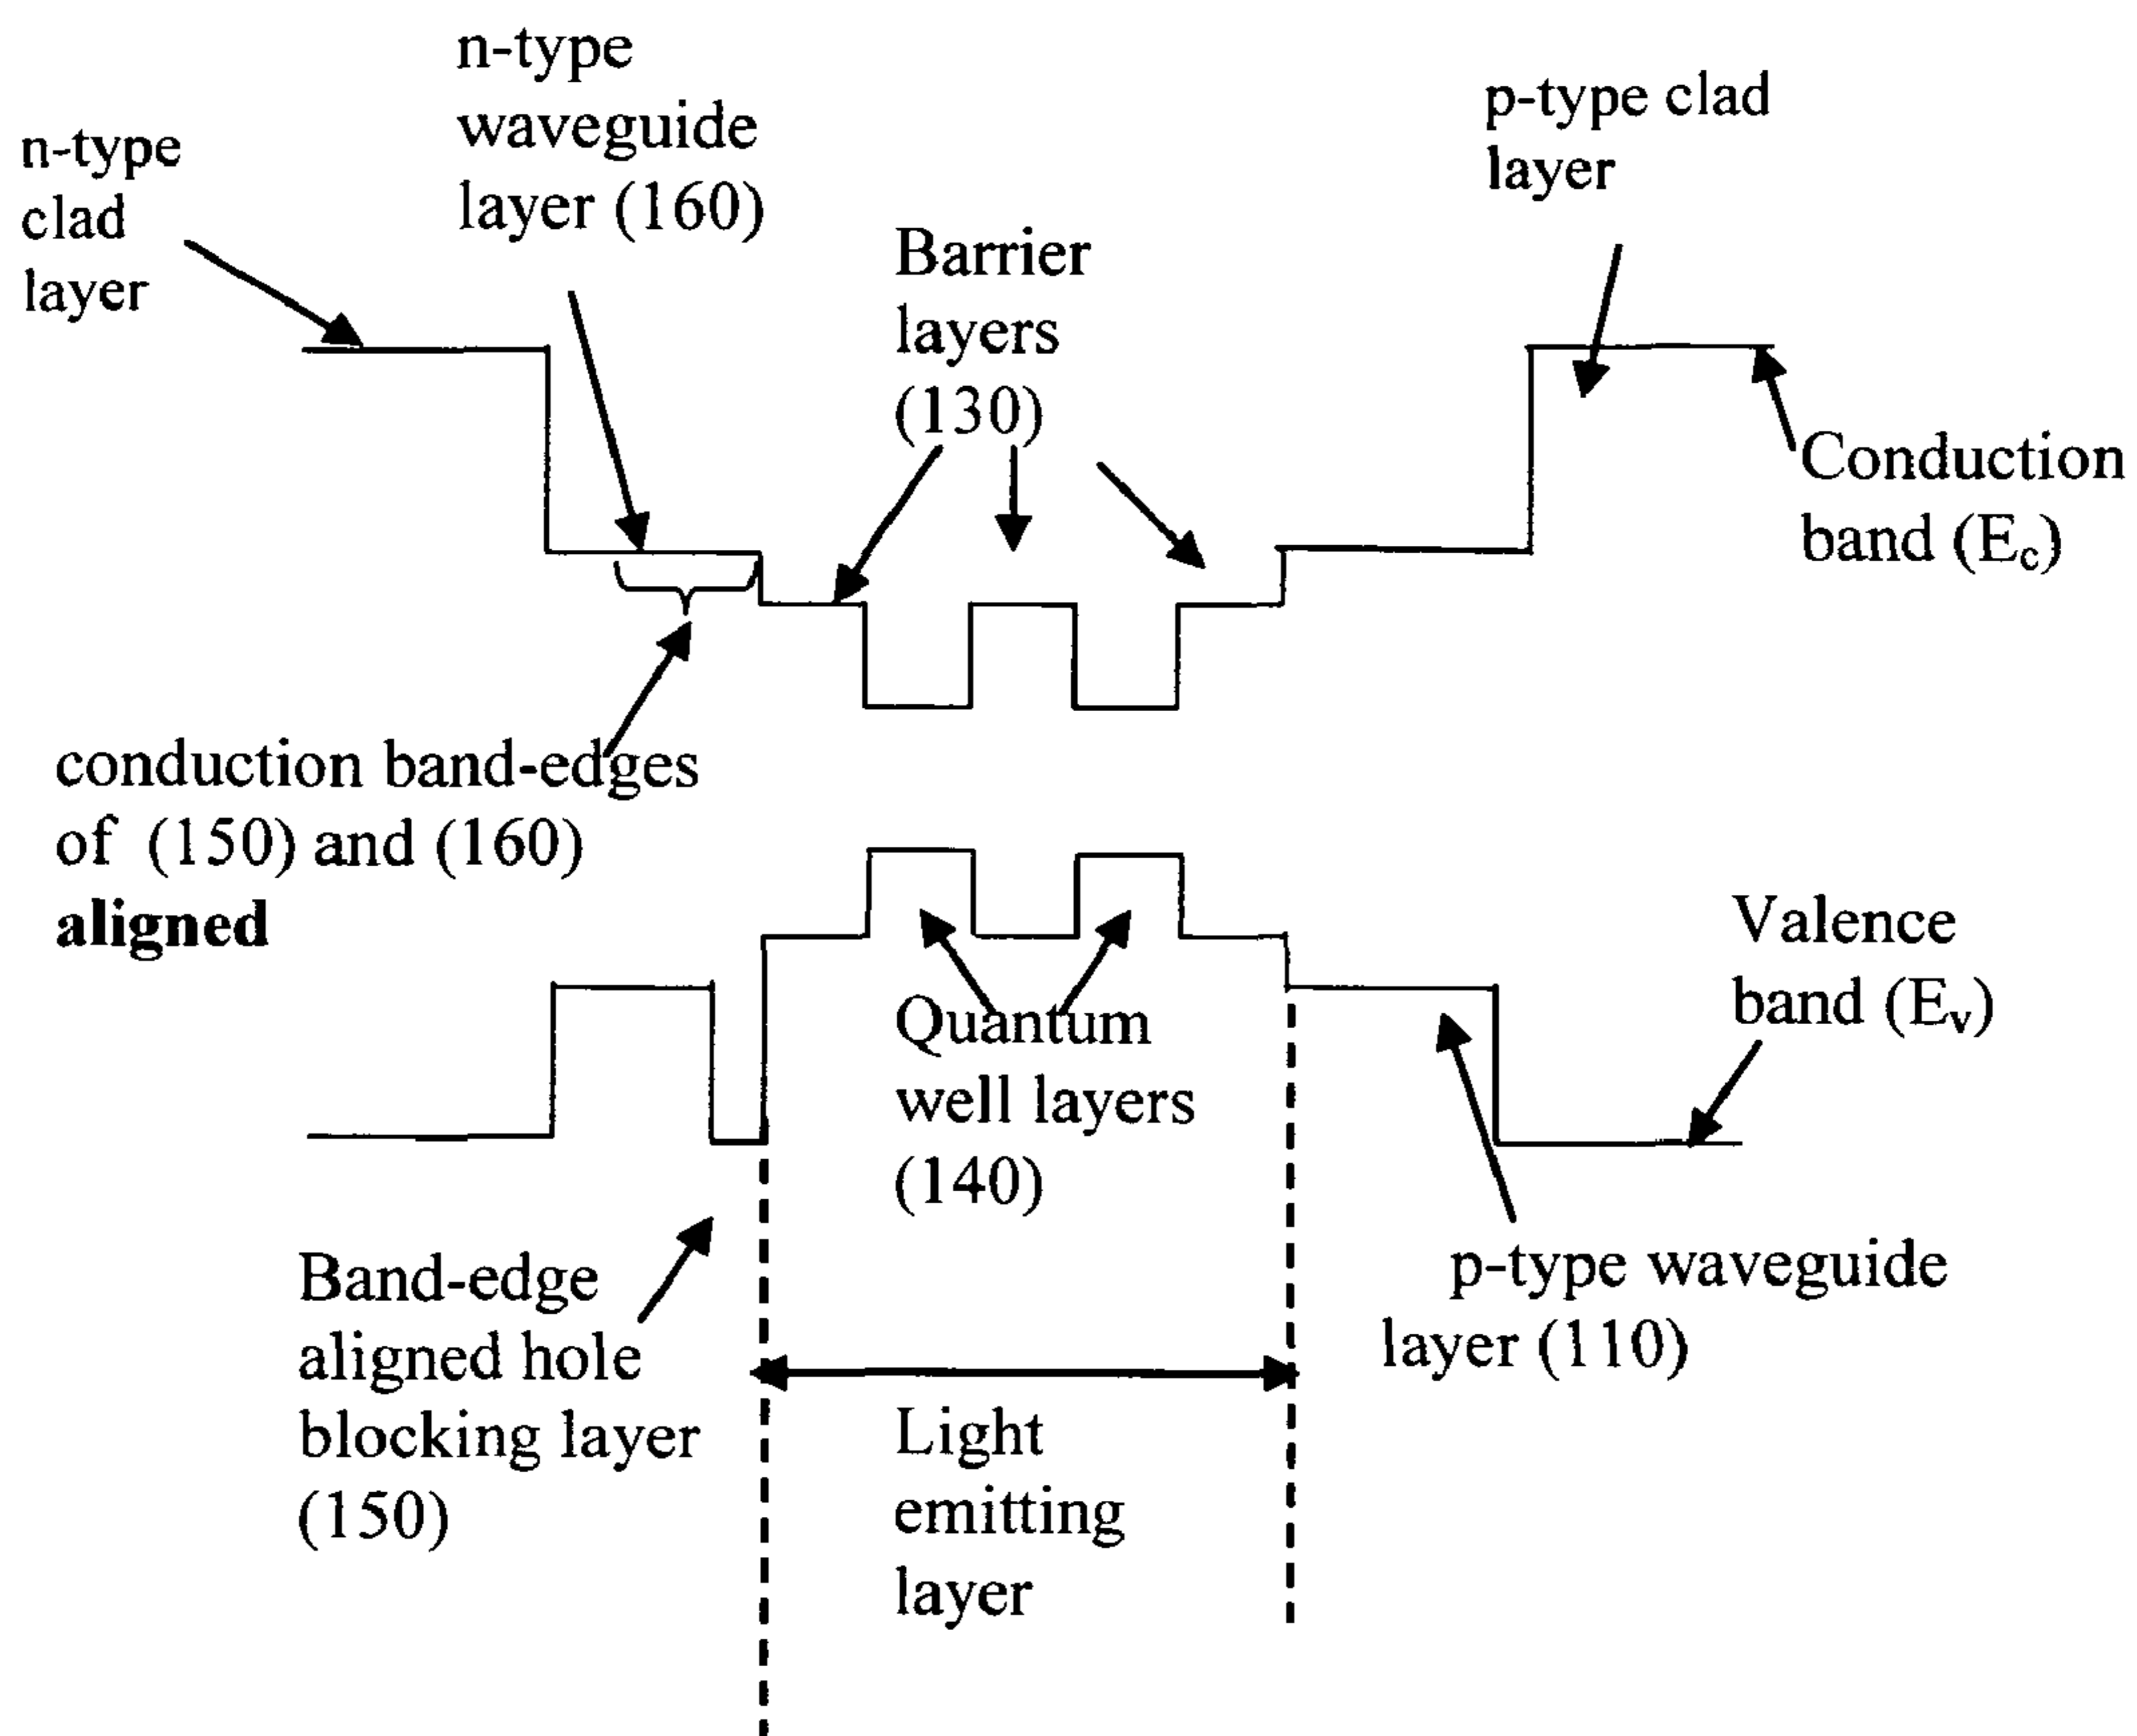 n-type
clad
layer
n-type
waveguide
layer (160)
Barrier
layers
(130)
p-type clad
layer
Conduction
band (Ec)
conduction band-edges
of (150) and (160)
aligned
Quantum
well layers
(140)
Valence
band (Ev)
Band-edge
aligned hole
blocking layer
(150)
Light
emitting
layer
p-type waveguide
layer (110)